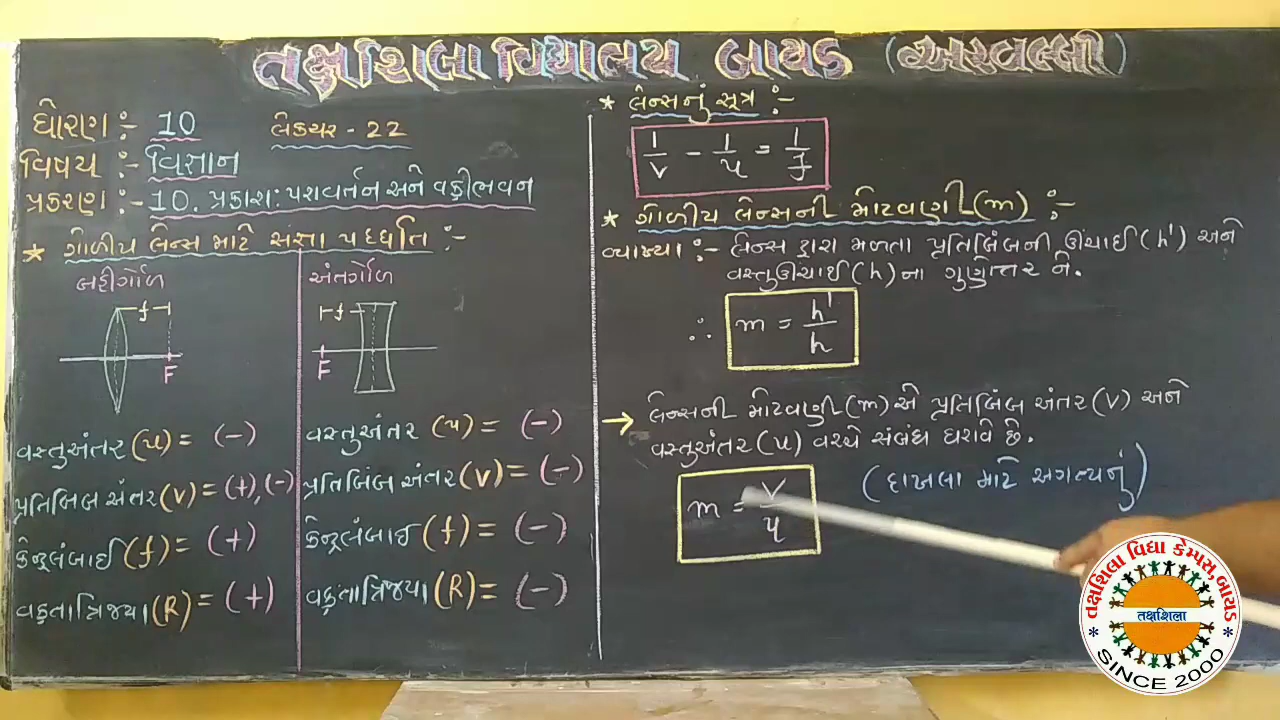 તક્ષશિલા વિદ્યાલય બાયડ (અરવલ્લી)
ધોરણ :- 10 લેક્ચર - 22
વિષય :- વિજ્ઞાન
પ્રકરણ :- 10. પ્રકાશ: પરાવર્તન અને વક્રીભવન
* ગોળીય લેન્સ માટે સંજ્ઞા પદ્ધતિ :-
બહીર્ગોળ
f
F
વસ્તુઅંતર (u) = (-)
પ્રતિબિંબ અંતર (v) = (+), (-)
કેન્દ્રલંબાઈ (f) = (+)
વક્રતાત્રિજ્યા (R) = (+)
અંતર્ગોળ
f
F
વસ્તુઅંતર (u) = (-)
પ્રતિબિંબ અંતર (v) = (-)
કેન્દ્રલંબાઈ (f) = (-)
વક્રતાત્રિજ્યા (R) = (-)
* લેન્સનું સૂત્ર :-
1/v - 1/u = 1/f
* ગોળીય લેન્સની મોટવણી (m) :-
વ્યાખ્યા :- લેન્સ દ્વારા મળતા પ્રતિબિંબની ઊંચાઈ (h') અને
વસ્તુઊંચાઈ (h) ના ગુણોત્તર ને.
∴ m = h'/h
→ લેન્સની મોટવણી (m) એ પ્રતિબિંબ અંતર (v) અને
વસ્તુઅંતર (u) વચ્ચે સંબંધ ધરાવે છે.
m = v/u (દાખલા માટે અગત્યનું)
તક્ષશિલા વિદ્યા કેમ્પસ, બાયડ
તક્ષશિલા
* SINCE 2000 *